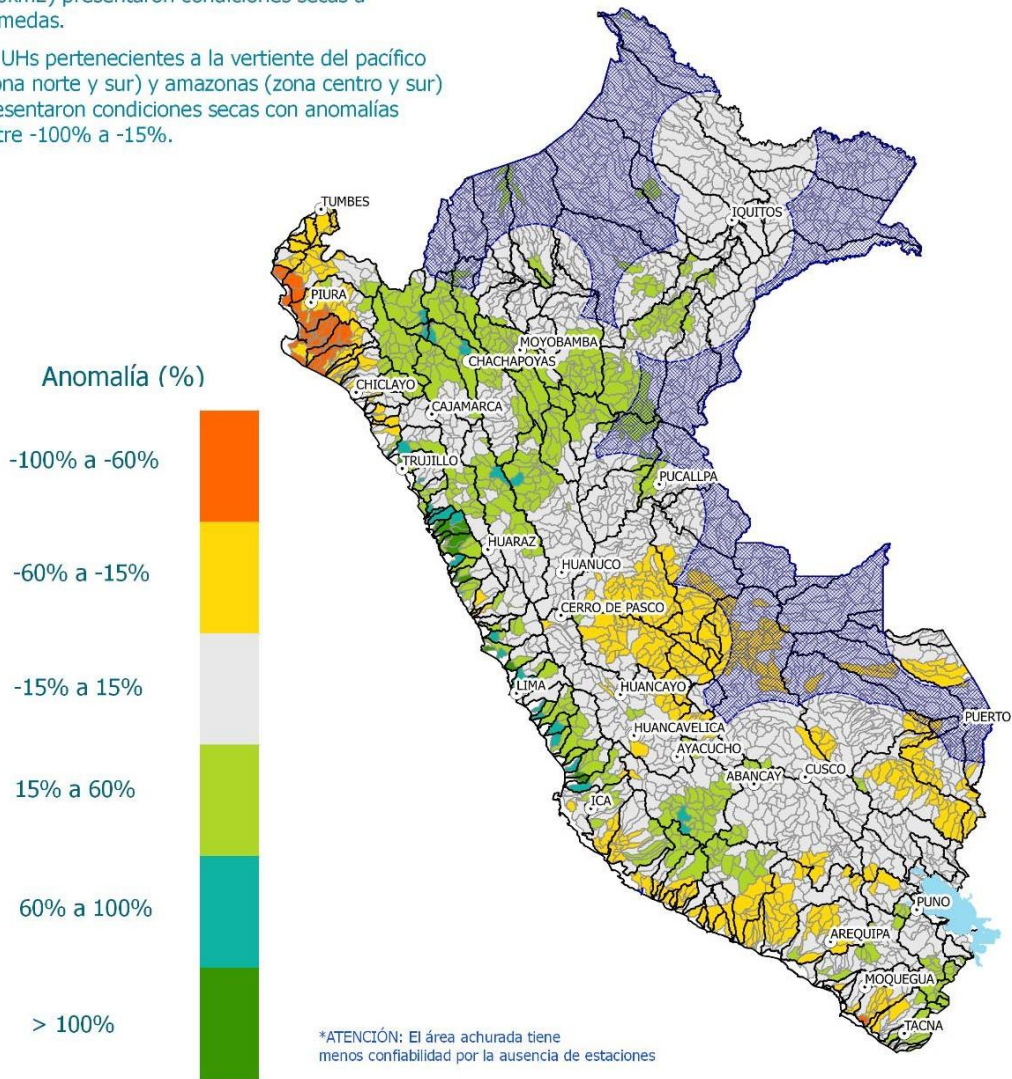 presentaron condiciones secas a
UHs pertenecientes a la vertiente del pacífico
norte y sur) y amazonas (zona centro y sur)
condiciones secas con anomalías
-100% a -15%.
TUMBES
IQUITOS
PIURA
MOYOBAMBA
CHACHAPOYAS
Anomalía (%)
CHICLAYO
CAJAMARCA
-100% a -60%
TRUJILLO
PUCALLPA
HUARAZ
-60% a -15%
HUANUCO
CERRO DE PASCO
-15% a 15%
LIMA
HUANCAYO
PUERTO
HUANCAVELICA
AYACUCHO
ABANCAY
CUSCO
15% a 60%
ICA
60% a 100%
PUNO
AREQUIPA
MOQUEGUA
> 100%
TACNA
*ATENCIÓN: El área achurada tiene
menos confiabilidad por la ausencia de estaciones